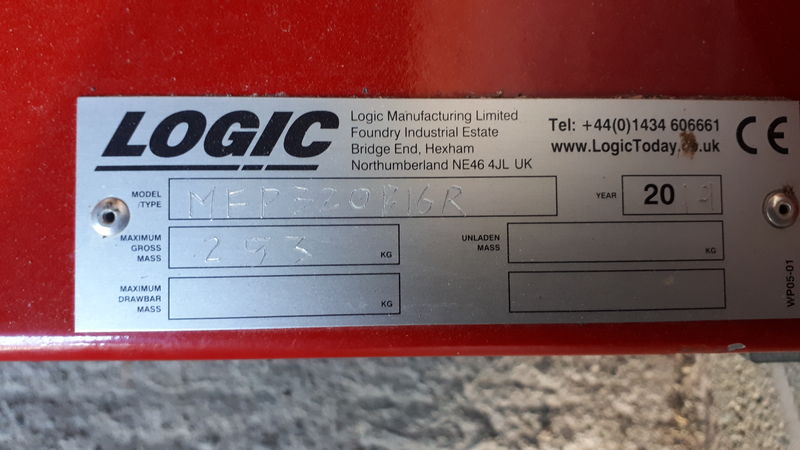 LOGIC
Logic Manufacturing Limited
Foundry Industrial Estate
Bridge End, Hexham
Northumberland NE46 4JL UK
Tel: +44(0)1434 606661
www.LogicToday.co.uk
CE
MODEL
/TYPE
YEAR
20
MAXIMUM
GROSS
MASS
KG
UNLADEN
MASS
KG
MAXIMUM
DRAWBAR
MASS
KG
WP05-01